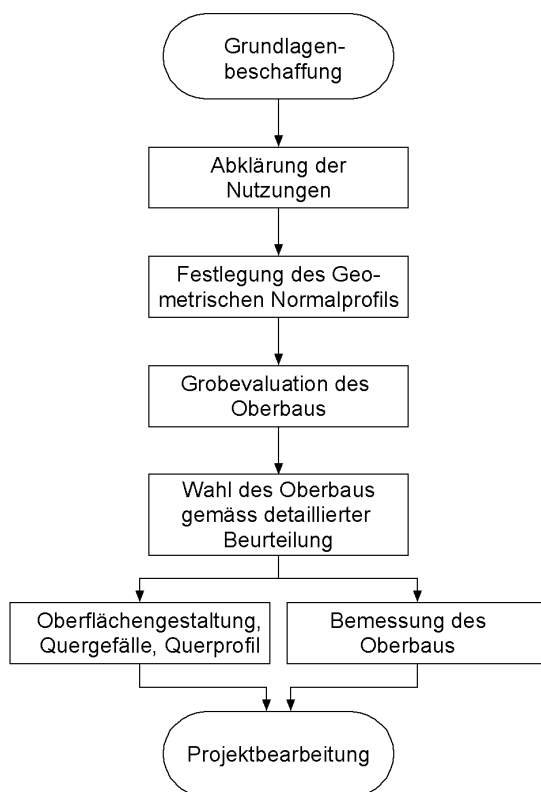 Grundlagen-
beschaffung
Abklärung der
Nutzungen
Festlegung des Geo-
metrischen Normalprofils
Grobevaluation des
Oberbaus
Wahl des Oberbaus
gemäss detaillierter
Beurteilung
Oberflächengestaltung,
Quergefälle, Querprofil
Bemessung des
Oberbaus
Projektbearbeitung